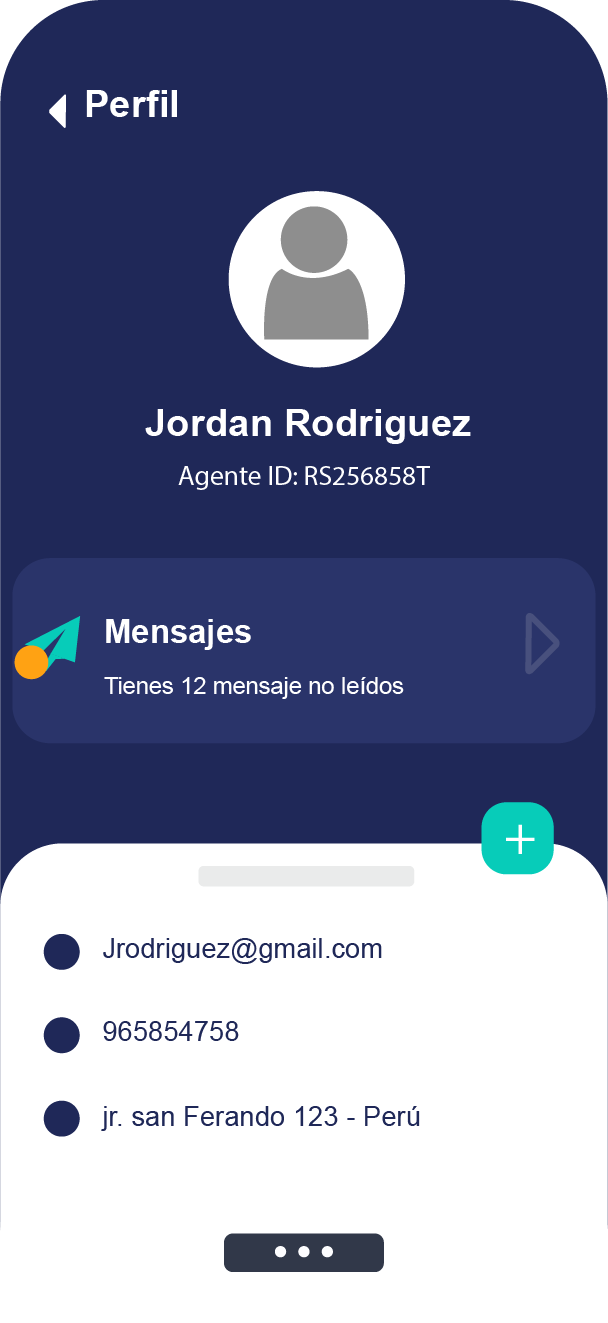 Perfil
Jordan Rodriguez
Agente ID: RS256858T
Mensajes
Tienes 12 mensaje no leídos
Jrodriguez@gmail.com
965854758
jr. san Ferando 123 - Perú